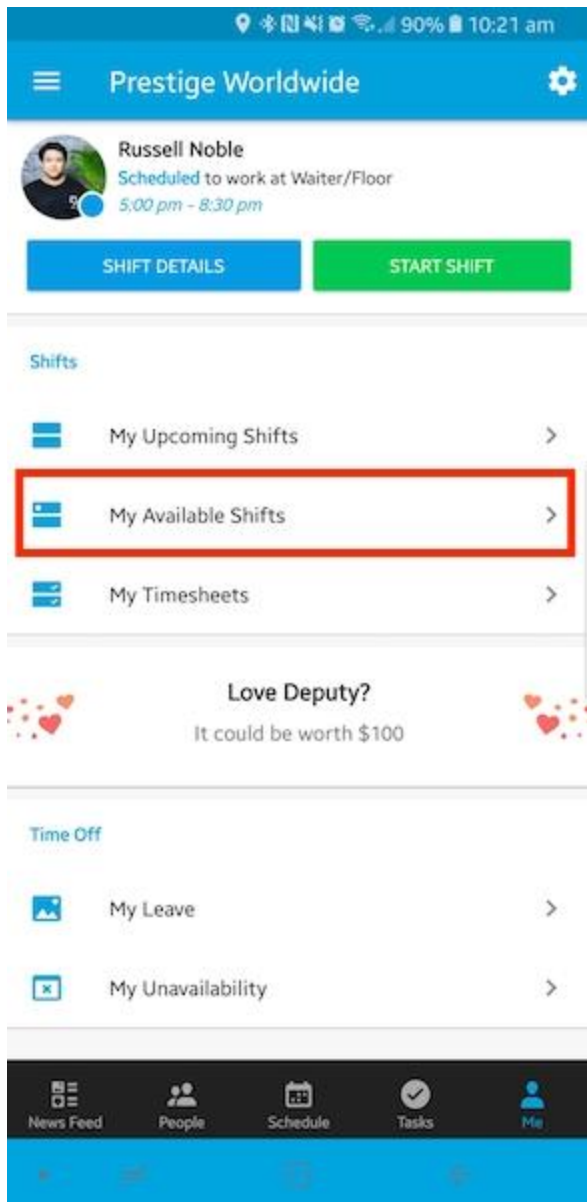 90% 10:21 am
Prestige Worldwide
Russell Noble
Scheduled to work at Waiter/Floor
5:00 pm - 8:30 pm
SHIFT DETAILS START SHIFT
Shifts
My Upcoming Shifts
My Available Shifts
My Timesheets
Love Deputy?
It could be worth $100
Time Off
My Leave
My Unavailability
News Feed People Schedule Tasks Me